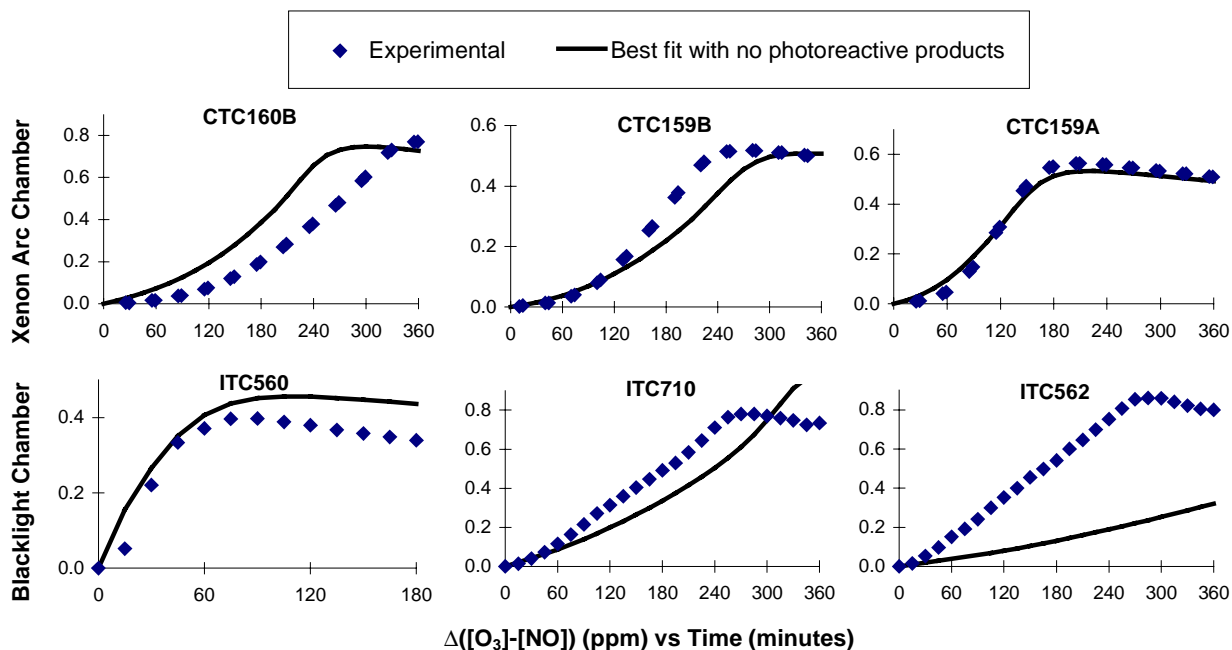 Experimental Best fit with no photoreactive products
Xenon Arc Chamber
CTC160B
0.8
0.6
0.4
0.2
0.0
0 60 120 180 240 300 360
CTC159B
0.6
0.4
0.2
0.0
0 60 120 180 240 300 360
CTC159A
0.6
0.4
0.2
0.0
0 60 120 180 240 300 360
Blacklight Chamber
ITC560
0.4
0.2
0.0
0 60 120 180
ITC710
0.8
0.6
0.4
0.2
0.0
0 60 120 180 240 300 360
ITC562
0.8
0.6
0.4
0.2
0.0
0 60 120 180 240 300 360
Δ([O₃]-[NO]) (ppm) vs Time (minutes)